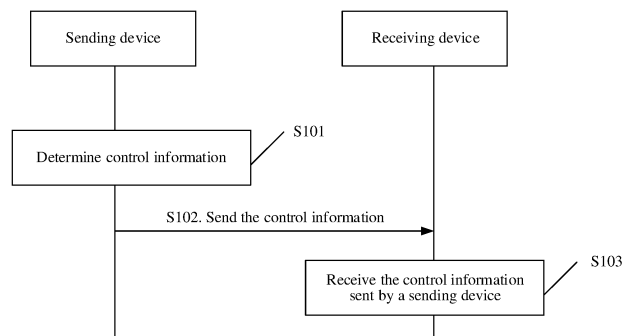 Sending device
Receiving device
S101
Determine control information
S102. Send the control information
S103
Receive the control information
sent by a sending device